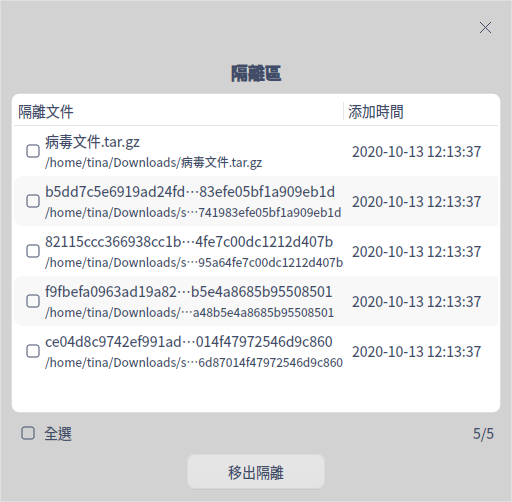 隔離區
隔離文件 添加時間
病毒文件.tar.gz
/home/tina/Downloads/病毒文件.tar.gz 2020-10-13 12:13:37
b5dd7c5e6919ad24fd···83efe05bf1a909eb1d
/home/tina/Downloads/s···741983efe05bf1a909eb1d 2020-10-13 12:13:37
82115ccc366938cc1b···4fe7c00dc1212d407b
/home/tina/Downloads/s···95a64fe7c00dc1212d407b 2020-10-13 12:13:37
f9fbefa0963ad19a82···b5e4a8685b95508501
/home/tina/Downloads/···a48b5e4a8685b95508501 2020-10-13 12:13:37
ce04d8c9742ef991ad···014f47972546d9c860
/home/tina/Downloads/s···6d87014f47972546d9c860 2020-10-13 12:13:37
全選 5/5
移出隔離